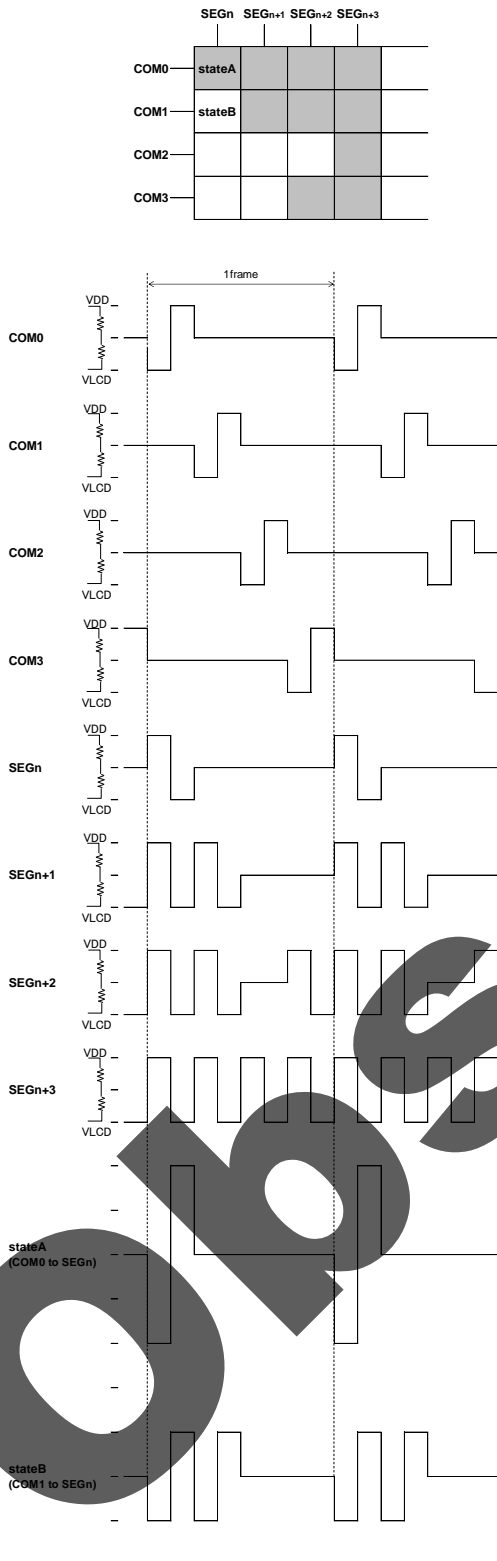 SEGn SEGn+1 SEGn+2 SEGn+3
COM0 stateA
COM1 stateB
COM2
COM3
1frame
VDD
COM0
VLCD
VDD
COM1
VLCD
VDD
COM2
VLCD
VDD
COM3
VLCD
VDD
SEGn
VLCD
VDD
SEGn+1
VLCD
VDD
SEGn+2
VLCD
VDD
SEGn+3
VLCD
stateA
(COM0 to SEGn)
stateB
(COM1 to SEGn)
Obs